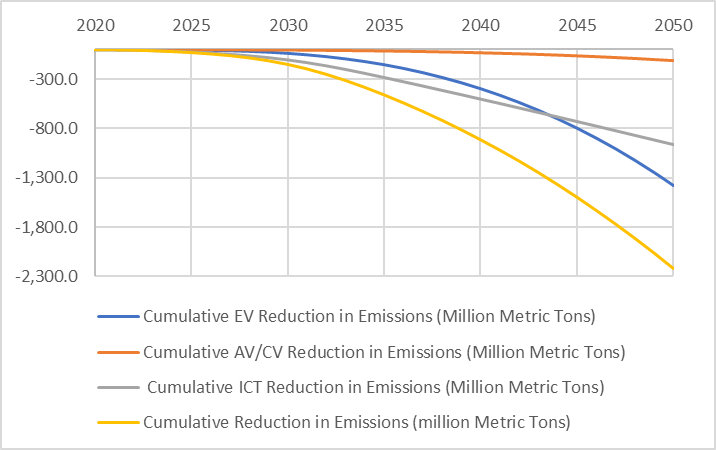 2020 2025 2030 2035 2040 2045 2050
-300.0
-800.0
-1,300.0
-1,800.0
-2,300.0
Cumulative EV Reduction in Emissions (Million Metric Tons)
Cumulative AV/CV Reduction in Emissions (Million Metric Tons)
Cumulative ICT Reduction in Emissions (Million Metric Tons)
Cumulative Reduction in Emissions (million Metric Tons)